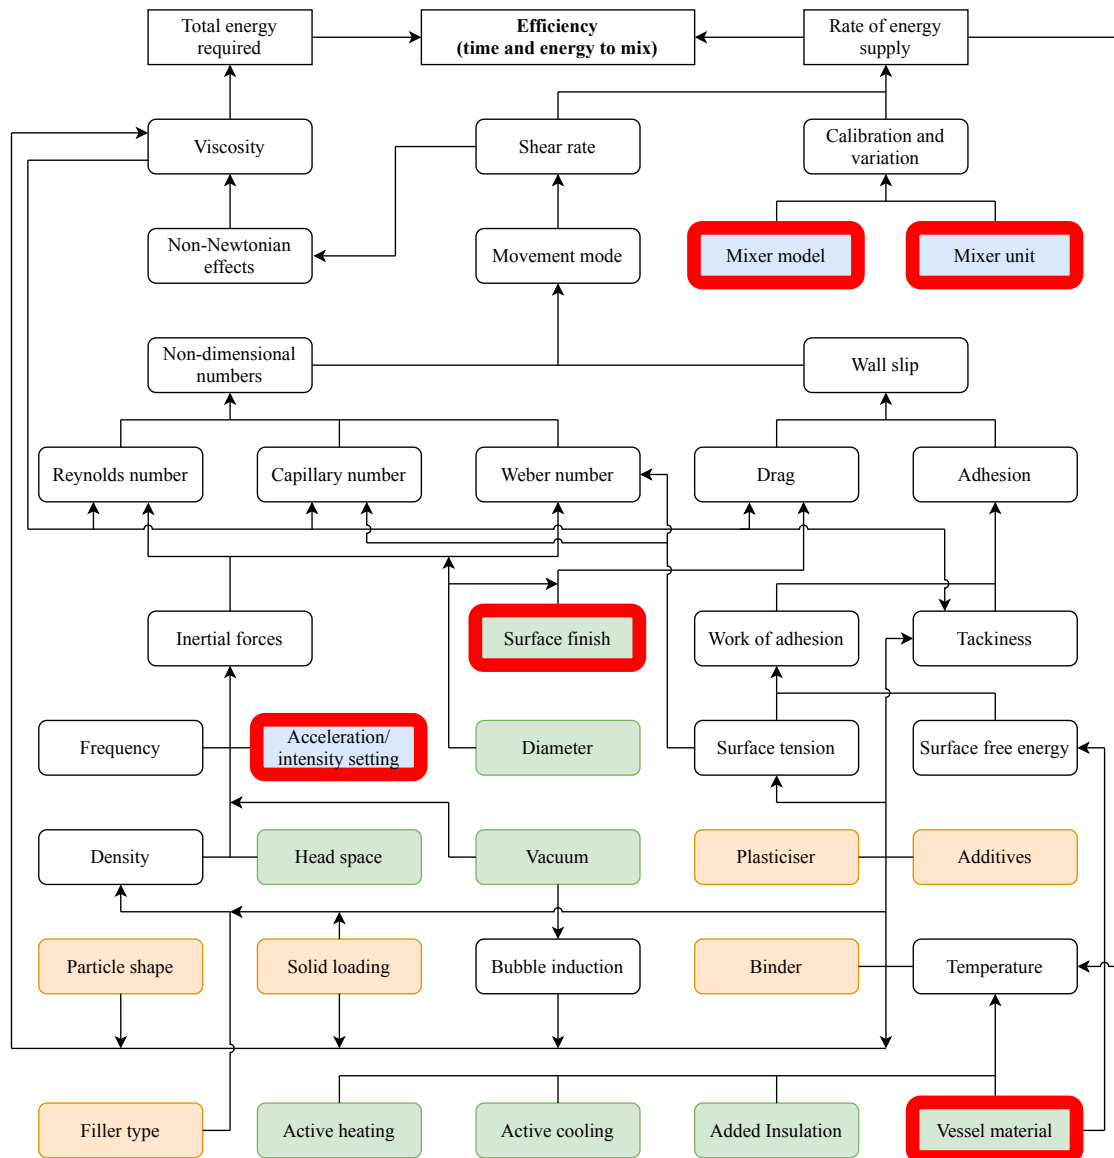 Total energy
required
Efficiency
(time and energy to mix)
Rate of energy
supply
Viscosity
Shear rate
Calibration and
variation
Non-Newtonian
effects
Movement mode
Mixer model
Mixer unit
Non-dimensional
numbers
Wall slip
Reynolds number
Capillary number
Weber number
Drag
Adhesion
Inertial forces
Surface finish
Work of adhesion
Tackiness
Frequency
Acceleration/
intensity setting
Diameter
Surface tension
Surface free energy
Density
Head space
Vacuum
Plasticiser
Additives
Particle shape
Solid loading
Bubble induction
Binder
Temperature
Filler type
Active heating
Active cooling
Added Insulation
Vessel material